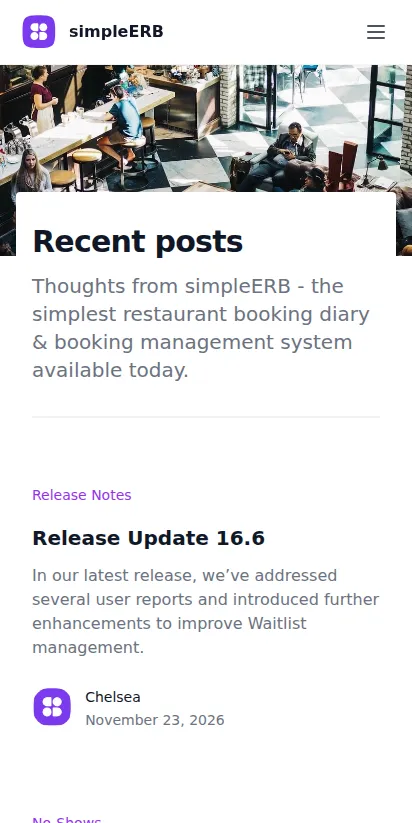 simpleERB
Recent posts
Thoughts from simpleERB - the
simplest restaurant booking diary
& booking management system
available today.
Release Notes
Release Update 16.6
In our latest release, we’ve addressed
several user reports and introduced further
enhancements to improve Waitlist
management.
Chelsea
November 23, 2026
No Shows